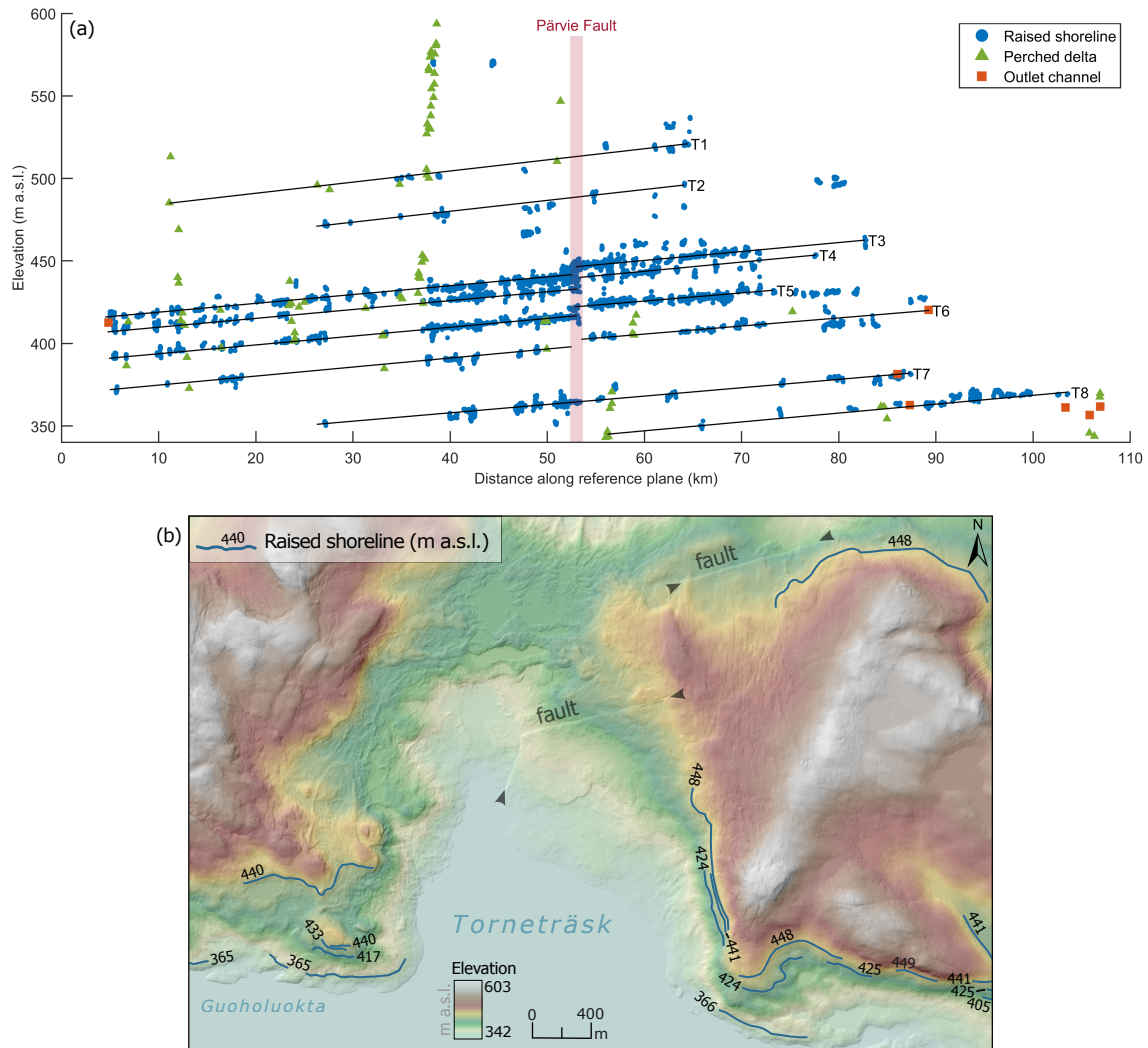 (a)
Pärvie Fault
Raised shoreline
Perched delta
Outlet channel
Elevation (m a.s.l.)
600
550
500
450
400
350
T1
T2
T3
T4
T5
T6
T7
T8
0 10 20 30 40 50 60 70 80 90 100 110
Distance along reference plane (km)
(b)
440 Raised shoreline (m a.s.l.)
N
fault
448
fault
448
424
441
448
424
425
449
441
441
425
405
366
440
433
440
417
365
365
Torneträsk
Guoholuokta
Elevation
m a.s.l.
603
342
0 400
m